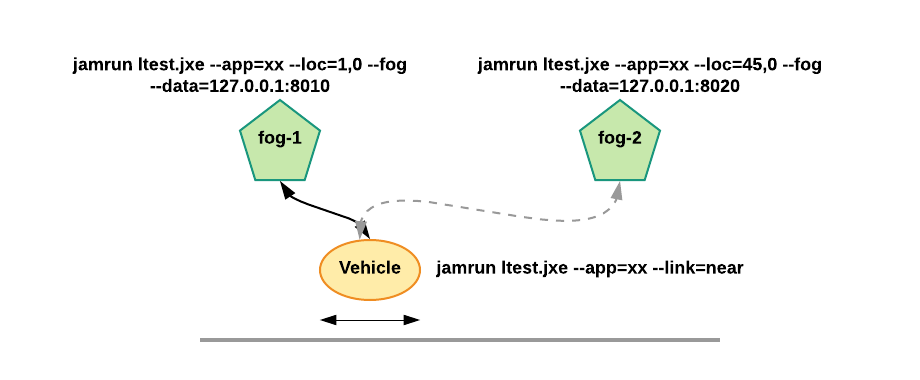 jamrun ltest.jxe --app=xx --loc=1,0 --fog
--data=127.0.0.1:8010
jamrun ltest.jxe --app=xx --loc=45,0 --fog
--data=127.0.0.1:8020
fog-1
fog-2
Vehicle
jamrun ltest.jxe --app=xx --link=near